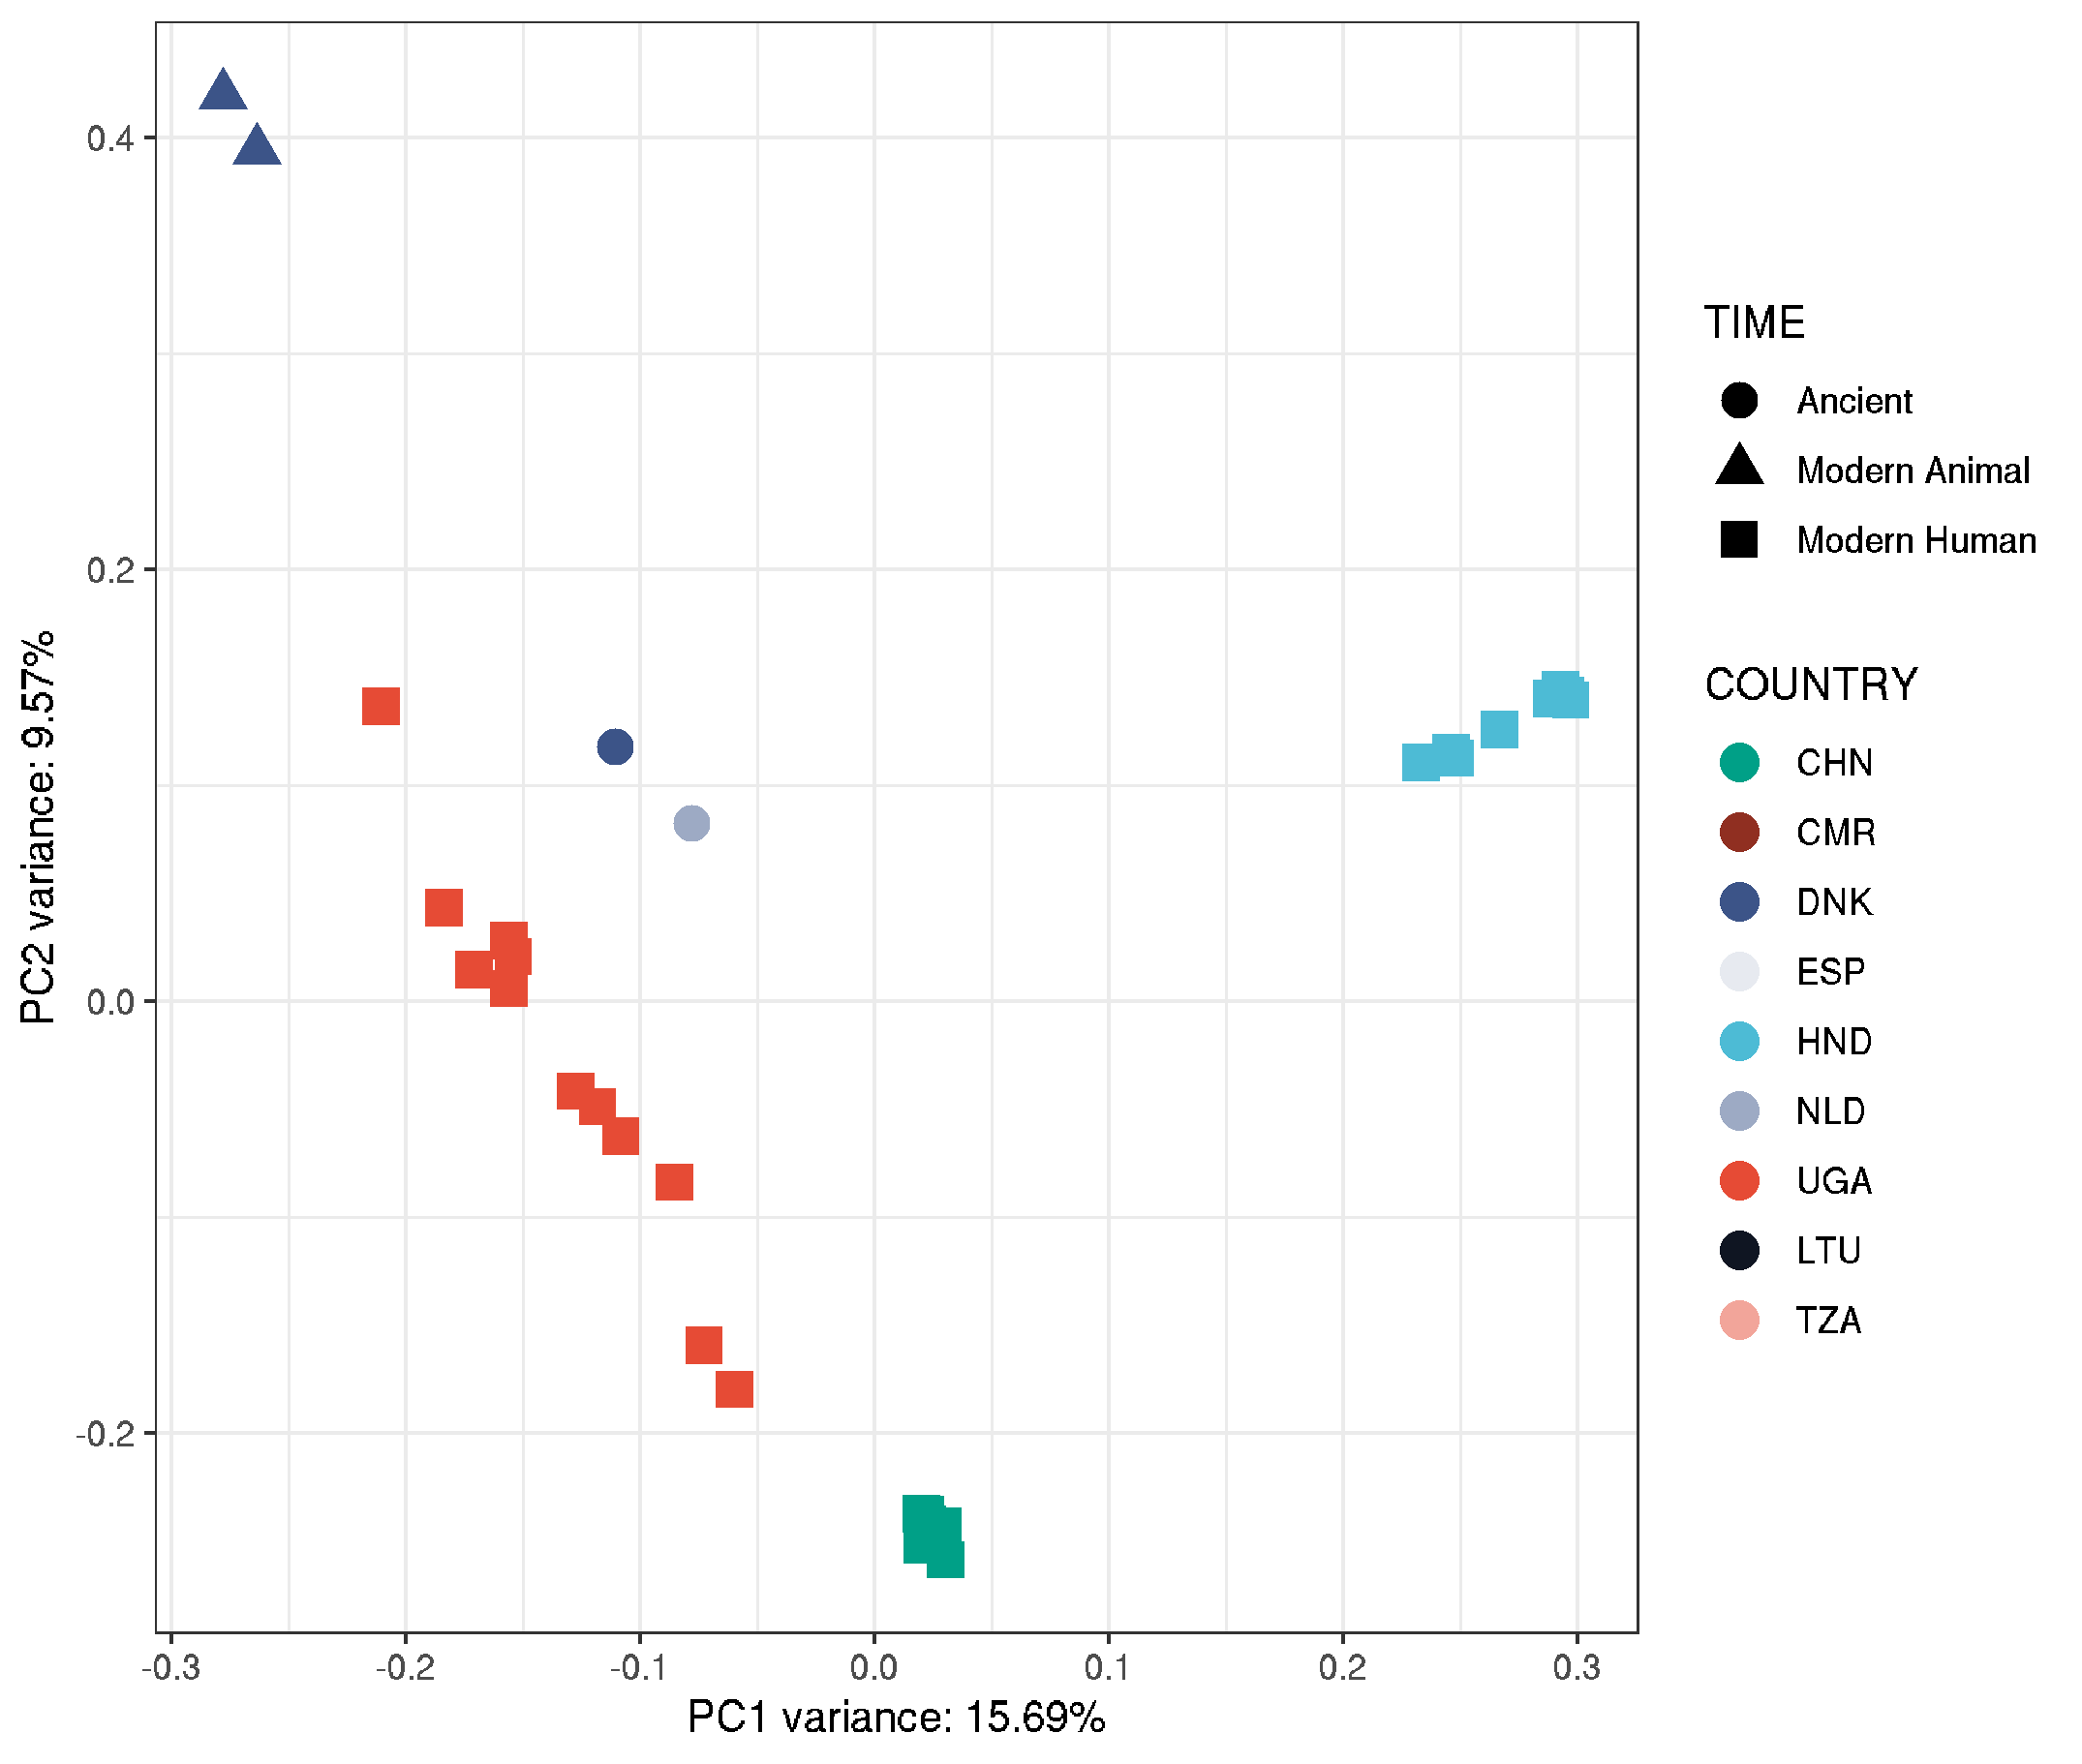 0.4
0.2
0.0
-0.2
-0.3
-0.2
-0.1
0.0
0.1
0.2
0.3
PC1 variance: 15.69%
PC2 variance: 9.57%
TIME
Ancient
Modern Animal
Modern Human
COUNTRY
CHN
CMR
DNK
ESP
HND
NLD
UGA
LTU
TZA